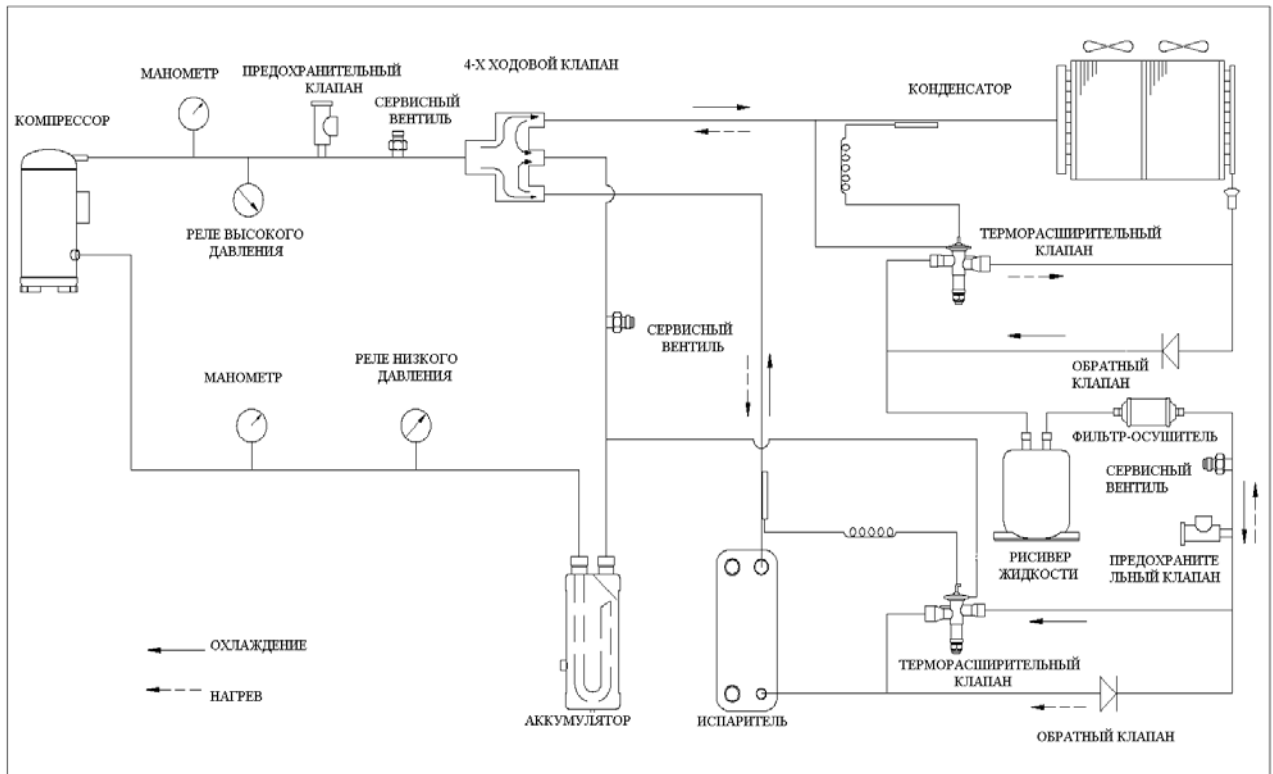 4-Х ХОДОВОЙ КЛАПАН
МАНОМЕТР
ПРЕДОХРАНИТЕЛЬНЫЙ
КЛАПАН
СЕРВИСНЫЙ
ВЕНТИЛЬ
КОНДЕНСАТОР
КОМПРЕССОР
РЕЛЕ ВЫСОКОГО
ДАВЛЕНИЯ
ТЕРМОРАСШИРИТЕЛЬНЫЙ
КЛАПАН
СЕРВИСНЫЙ
ВЕНТИЛЬ
МАНОМЕТР
РЕЛЕ НИЗКОГО
ДАВЛЕНИЯ
ОБРАТНЫЙ
КЛАПАН
ФИЛЬТР-ОСУШИТЕЛЬ
СЕРВИСНЫЙ
ВЕНТИЛЬ
РИСИВЕР
ЖИДКОСТИ
ПРЕДОХРАНИТЕ
ЛЬНЫЙ КЛАПАН
ОХЛАЖДЕНИЕ
НАГРЕВ
ТЕРМОРАСШИРИТЕЛЬНЫЙ
КЛАПАН
АККУМУЛЯТОР
ИСПАРИТЕЛЬ
ОБРАТНЫЙ КЛАПАН